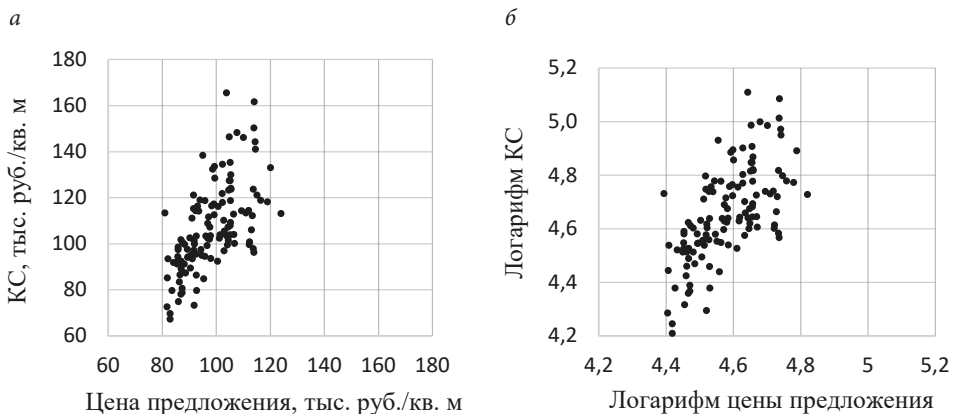 а
КС, тыс. руб./кв. м
180
160
140
120
100
80
60
60 80 100 120 140 160 180
Цена предложения, тыс. руб./кв. м
б
Логарифм КС
5,2
5,0
4,8
4,6
4,4
4,2
4,2 4,4 4,6 4,8 5 5,2
Логарифм цены предложения